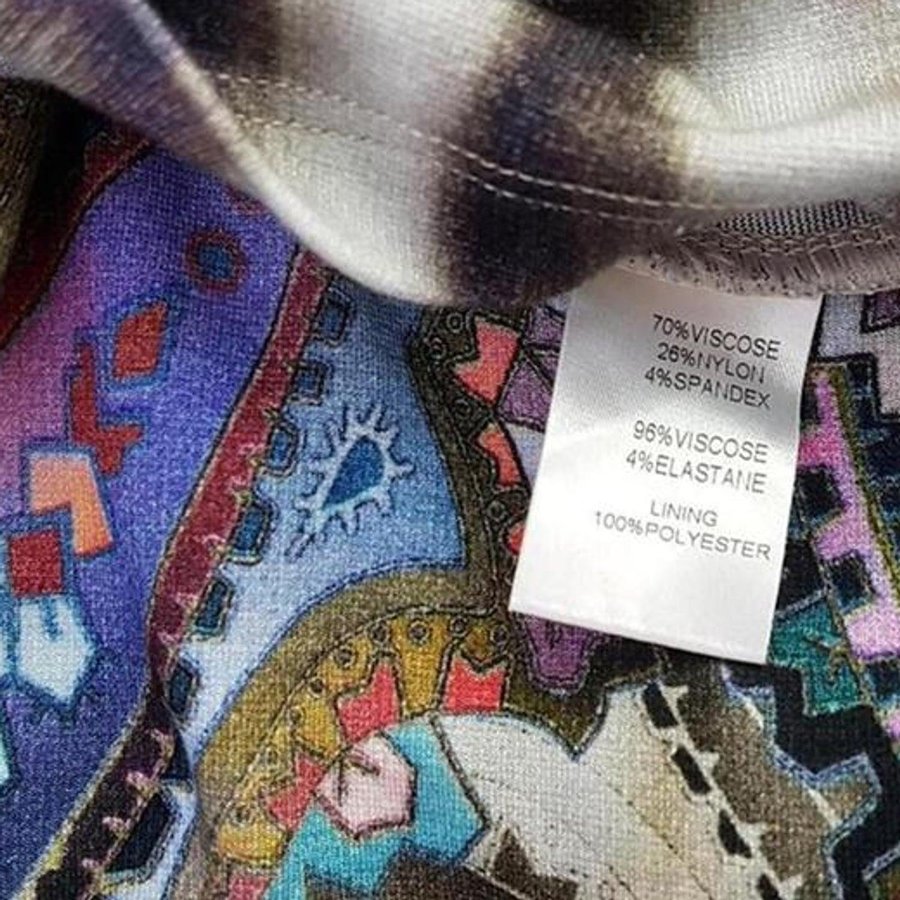 70%VISCOSE
26%NYLON
4%SPANDEX
96%VISCOSE
4%ELASTANE
LINING
100%POLYESTER